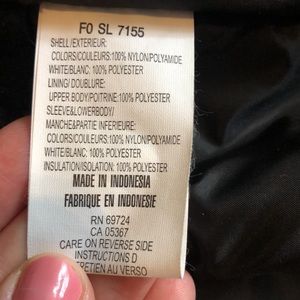 F0 SL 7155
SHELL/EXTERIEUR:
COLORS/COULEURS:100% NYLON/POLYAMIDE
WHITE/BLANC: 100% POLYESTER
LINING/ DOUBLURE:
UPPER BODY/POITRINE:100% POLYESTER
SLEEVE&LOWERBODY/
MANCHE&PARTIE INFERIEURE:
COLORS/COULEURS:100% NYLON/POLYAMIDE
WHITE/BLANC: 100% POLYESTER
INSULATION/ISOLATION: 100% POLYESTER
MADE IN INDONESIA
FABRIQUE EN INDONESIE
RN 69724
CA 05367
CARE ON REVERSE SIDE
INSTRUCTIONS D
TRETIEN AU VERSO